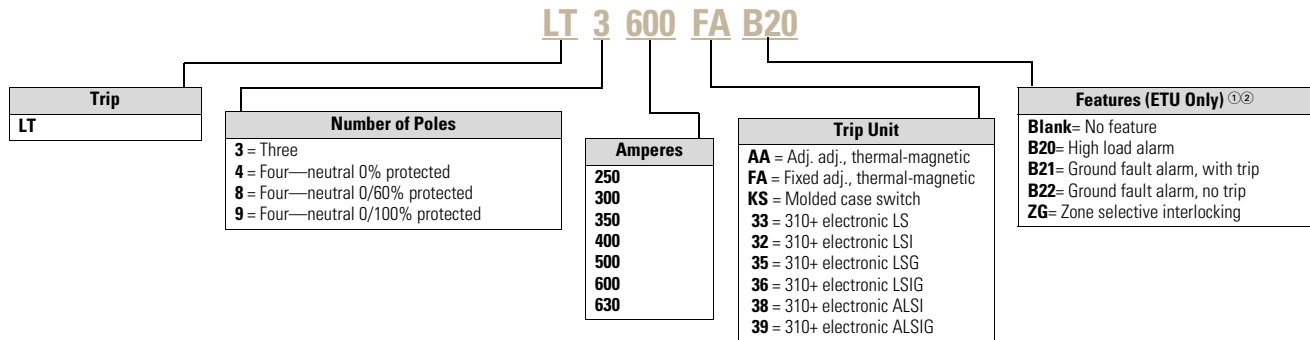 LT 3 600 FA B20
Trip
LT
Number of Poles
3 = Three
4 = Four—neutral 0% protected
8 = Four—neutral 0/60% protected
9 = Four—neutral 0/100% protected
Amperes
250
300
350
400
500
600
630
Trip Unit
AA = Adj. adj., thermal-magnetic
FA = Fixed adj., thermal-magnetic
KS = Molded case switch
33 = 310+ electronic LS
32 = 310+ electronic LSI
35 = 310+ electronic LSG
36 = 310+ electronic LSIG
38 = 310+ electronic ALSI
39 = 310+ electronic ALSIG
Features (ETU Only) ①②
Blank= No feature
B20= High load alarm
B21= Ground fault alarm, with trip
B22= Ground fault alarm, no trip
ZG= Zone selective interlocking